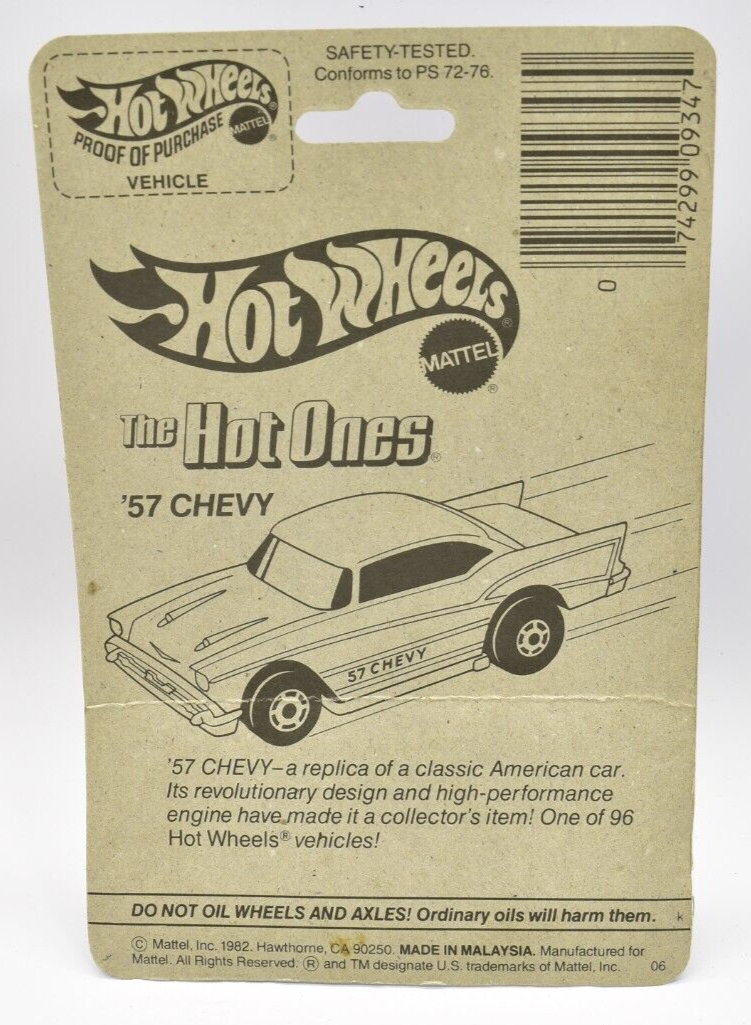 Hot Wheels®
PROOF OF PURCHASE MATTEL®
VEHICLE
SAFETY-TESTED.
Conforms to PS 72-76.
74299 09347
0
Hot Wheels®
MATTEL®
The Hot Ones®
'57 CHEVY
57 CHEVY
'57 CHEVY–a replica of a classic American car.
Its revolutionary design and high-performance
engine have made it a collector's item! One of 96
Hot Wheels® vehicles!
DO NOT OIL WHEELS AND AXLES! Ordinary oils will harm them. k
© Mattel, Inc. 1982. Hawthorne, CA 90250. MADE IN MALAYSIA. Manufactured for
Mattel. All Rights Reserved. ® and TM designate U.S. trademarks of Mattel, Inc. 06